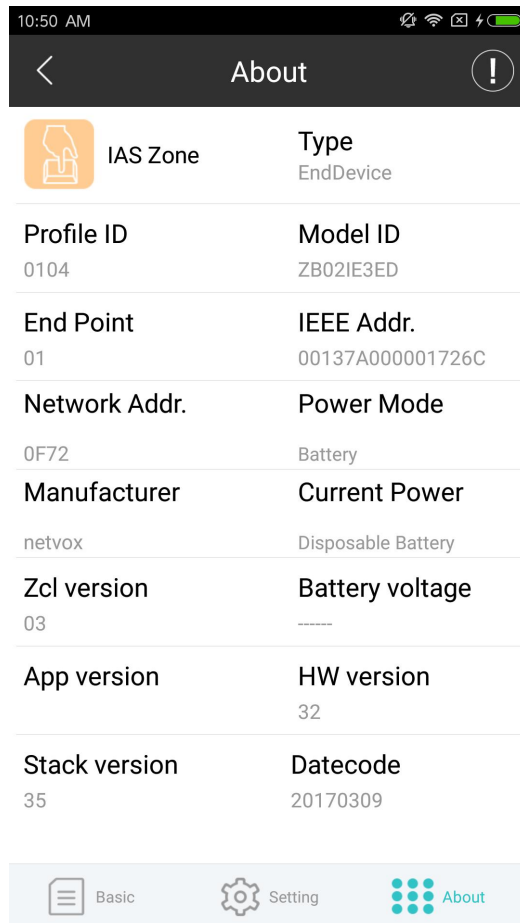 10:50 AM
About
IAS Zone
Type
EndDevice
Profile ID
Model ID
0104
ZB02IE3ED
End Point
IEEE Addr.
01
00137A000001726C
Network Addr.
Power Mode
0F72
Battery
Manufacturer
Current Power
netvox
Disposable Battery
Zcl version
Battery voltage
03
------
App version
HW version
32
Stack version
Datecode
35
20170309
Basic
Setting
About